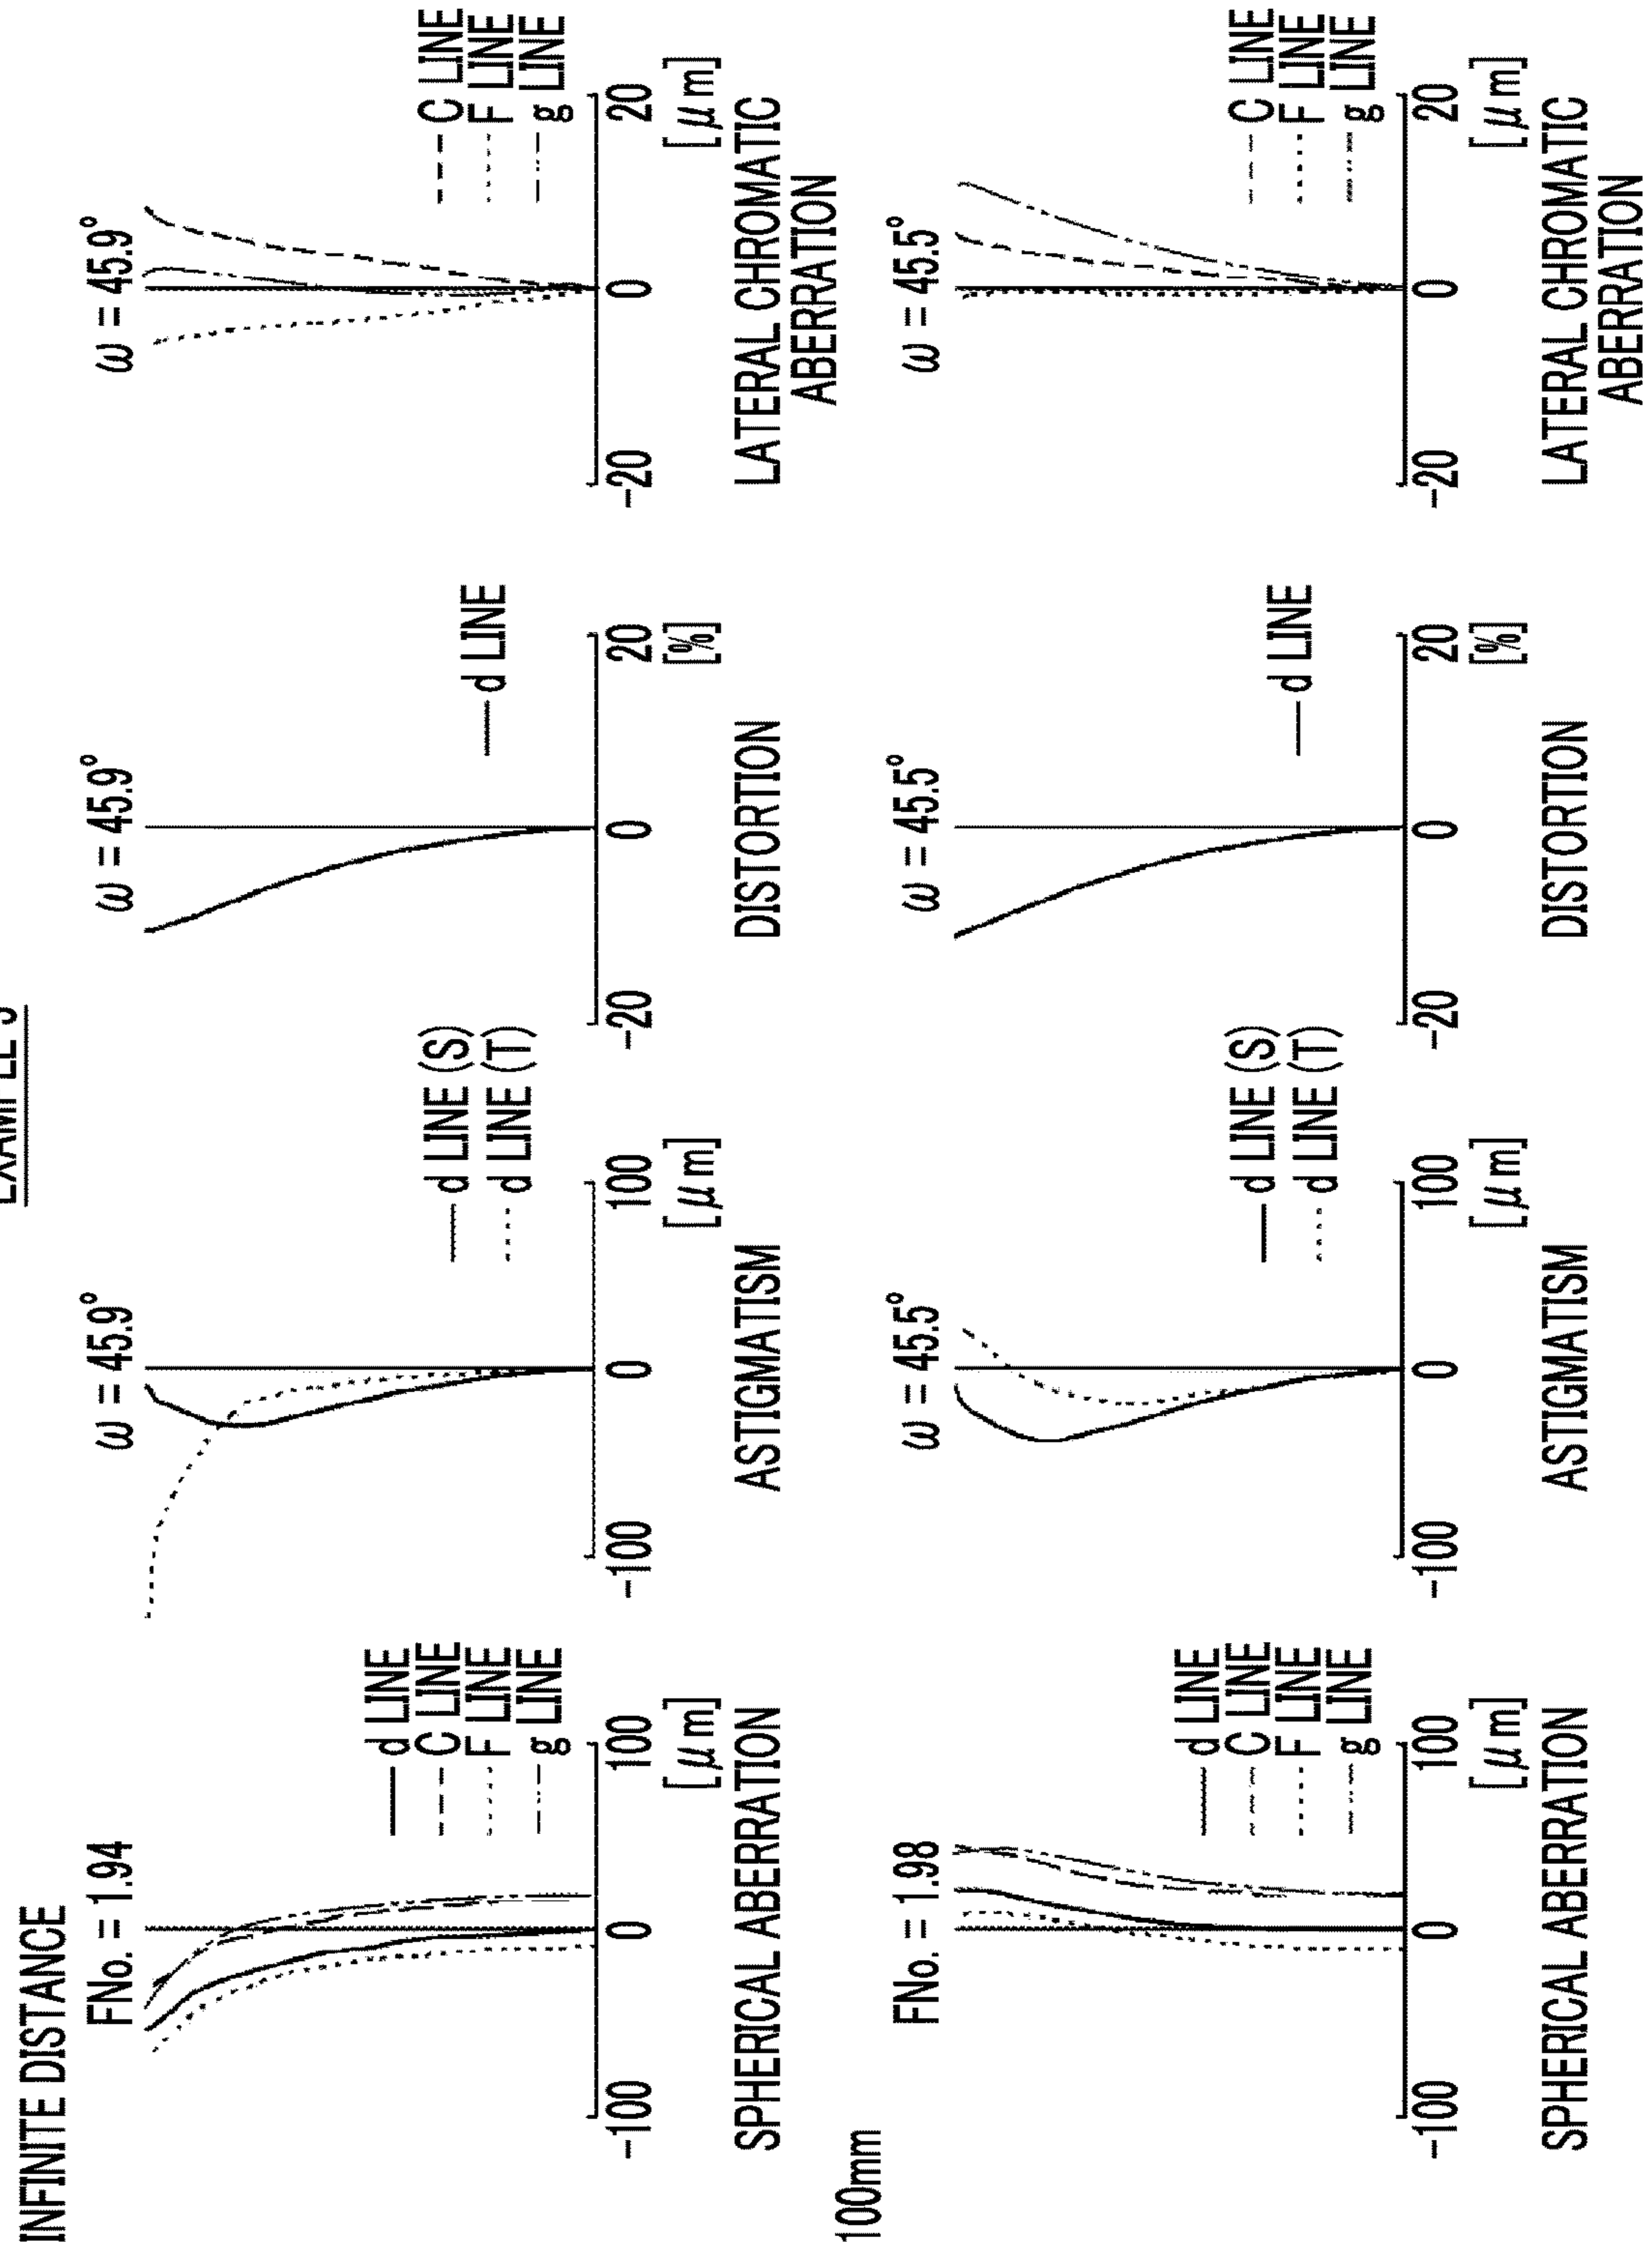 INFINITE DISTANCE
FNo. = 1.94
d LINE
C LINE
F LINE
g LINE
-100
0
100
[μm]
SPHERICAL ABERRATION
ω = 45.9°
d LINE (S)
d LINE (T)
-100
0
100
[μm]
ASTIGMATISM
ω = 45.9°
d LINE
-20
0
20
[%]
DISTORTION
ω = 45.9°
C LINE
F LINE
g LINE
-20
0
20
[μm]
LATERAL CHROMATIC
ABERRATION
100mm
FNo. = 1.98
d LINE
C LINE
F LINE
g LINE
-100
0
100
[μm]
SPHERICAL ABERRATION
ω = 45.5°
d LINE (S)
d LINE (T)
-100
0
100
[μm]
ASTIGMATISM
ω = 45.5°
d LINE
-20
0
20
[%]
DISTORTION
ω = 45.5°
C LINE
F LINE
g LINE
-20
0
20
[μm]
LATERAL CHROMATIC
ABERRATION